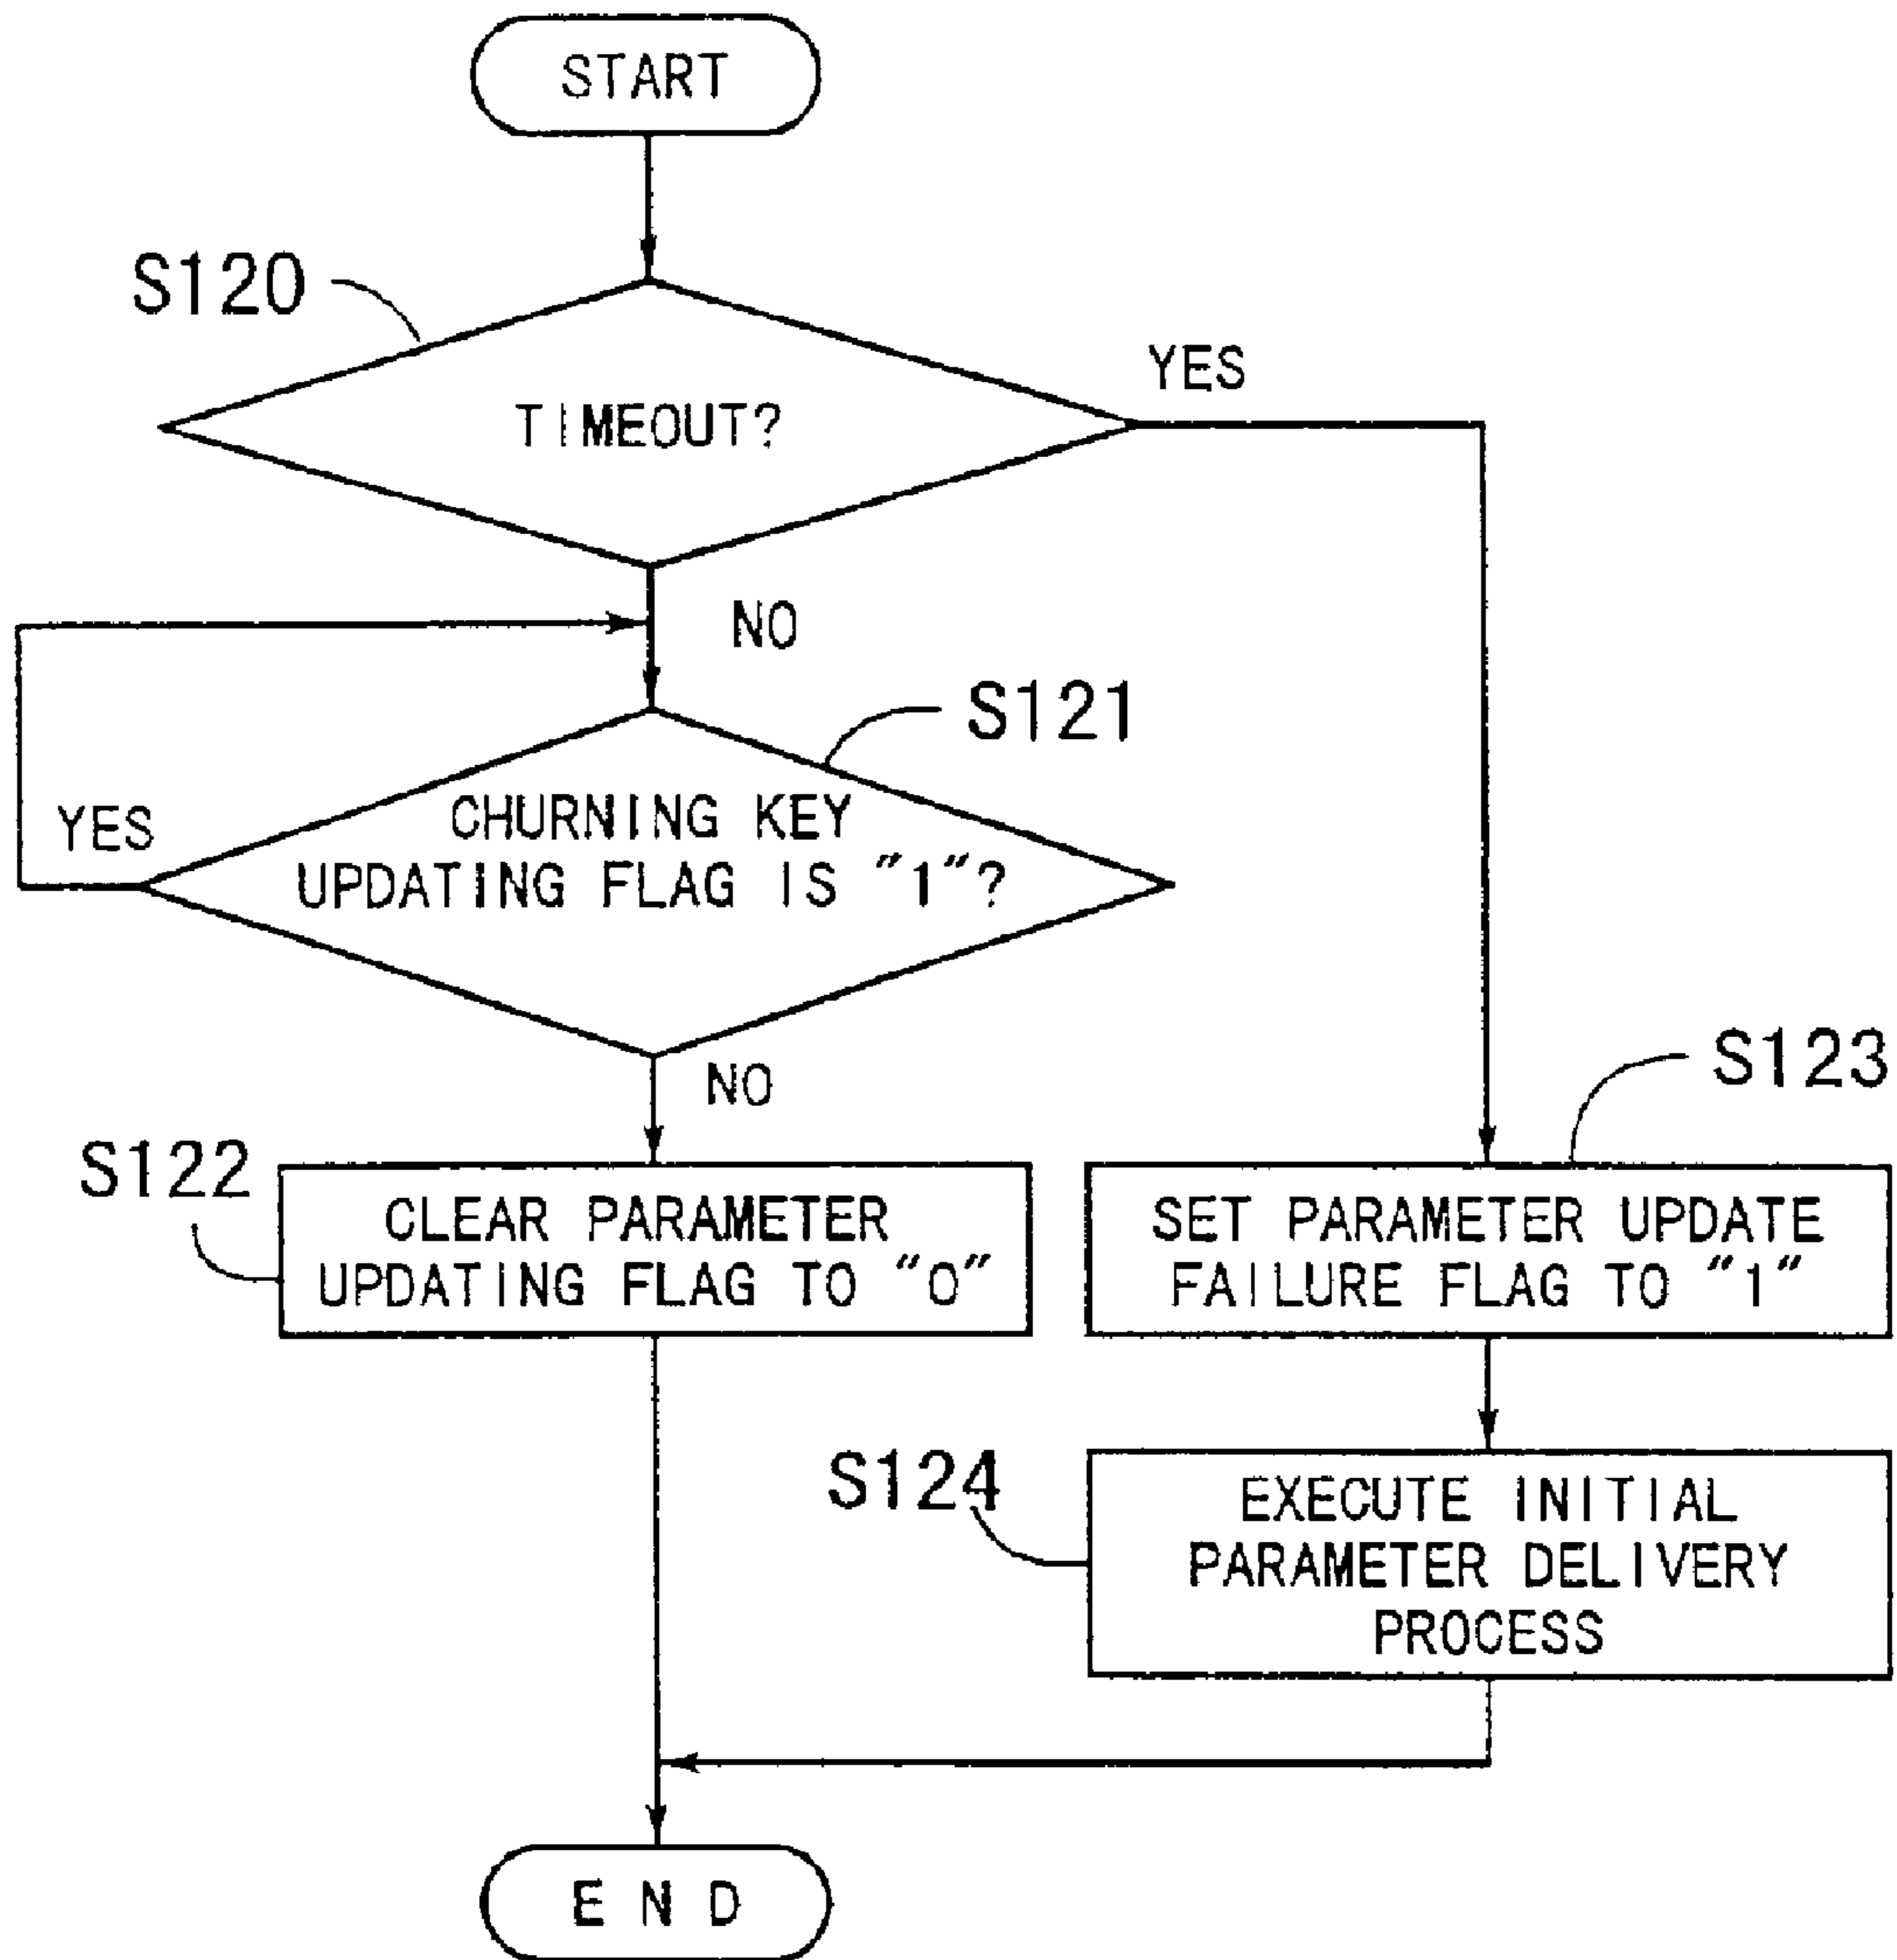 START
S120
TIMEOUT?
YES
NO
S121
CHURNING KEY
UPDATING FLAG IS "1"?
YES
NO
S122
CLEAR PARAMETER
UPDATING FLAG TO "0"
S123
SET PARAMETER UPDATE
FAILURE FLAG TO "1"
S124
EXECUTE INITIAL
PARAMETER DELIVERY
PROCESS
END